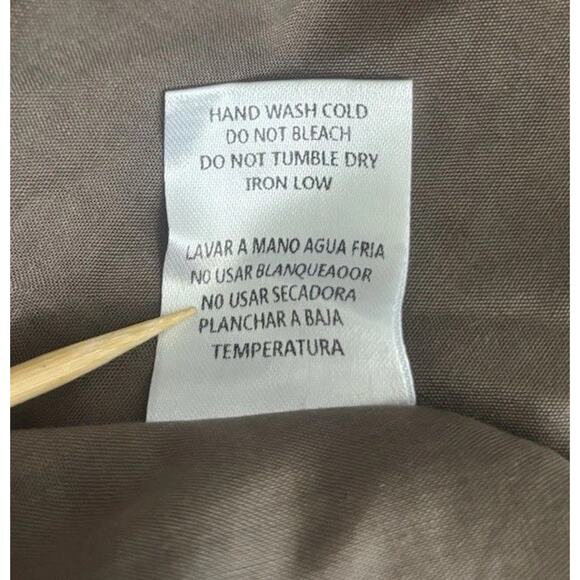 HAND WASH COLD
DO NOT BLEACH
DO NOT TUMBLE DRY
IRON LOW
LAVAR A MANO AGUA FRIA
NO USAR BLANQUEAOOR
NO USAR SECADORA
PLANCHAR A BAJA
TEMPERATURA